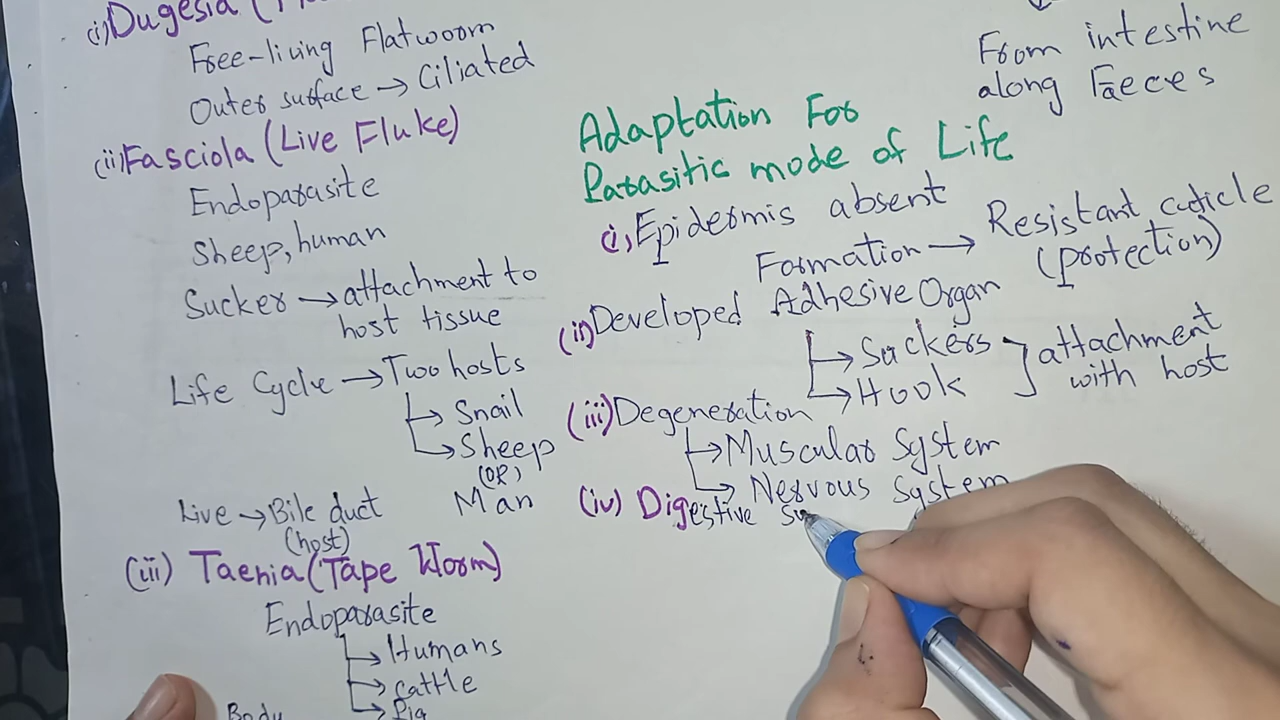 (i) Dugesia (
Free-living Flatworm
Outer surface → Ciliated
(ii) Fasciola (Live Fluke)
Endoparasite
Sheep, human
Sucker → attachment to
host tissue
Life Cycle → Two hosts
→ Snail
→ Sheep
(OR)
Man
Live → Bile duct
(host)
(iii) Taenia (Tape Worm)
Endoparasite
→ Humans
→ Cattle
→ Pig
Body
From intestine
along Faeces
Adaptation For
Parasitic mode of Life
(i) Epidermis absent
Formation → Resistant cuticle
(protection)
(ii) Developed Adhesive Organ
→ Suckers
→ Hook
attachment
with host
(iii) Degeneration
→ Muscular System
→ Nervous System
(iv) Digestive